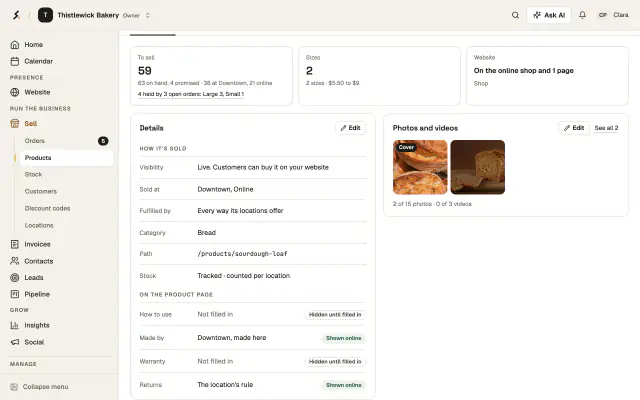 /
T
Thistlewick Bakery Owner
Ask AI
CP
Clara
Home
Calendar
PRESENCE
Website
RUN THE BUSINESS
Sell
Orders
5
Products
Stock
Customers
Discount codes
Locations
Invoices
Contacts
Leads
Pipeline
GROW
Insights
Social
MANAGE
Collapse menu
To sell
59
63 on hand, 4 promised · 38 at Downtown, 21 online
4 held by 3 open orders: Large 3, Small 1
Sizes
2
2 sizes · $5.50 to $9
Website
On the online shop and 1 page
Shop
Details
Edit
HOW IT'S SOLD
Visibility Live. Customers can buy it on your website
Sold at Downtown, Online
Fulfilled by Every way its locations offer
Category Bread
Path /products/sourdough-loaf
Stock Tracked · counted per location
ON THE PRODUCT PAGE
How to use Not filled in Hidden until filled in
Made by Downtown, made here Shown online
Warranty Not filled in Hidden until filled in
Returns The location's rule Shown online
Photos and videos
Edit
See all 2
Cover
2 of 15 photos · 0 of 3 videos